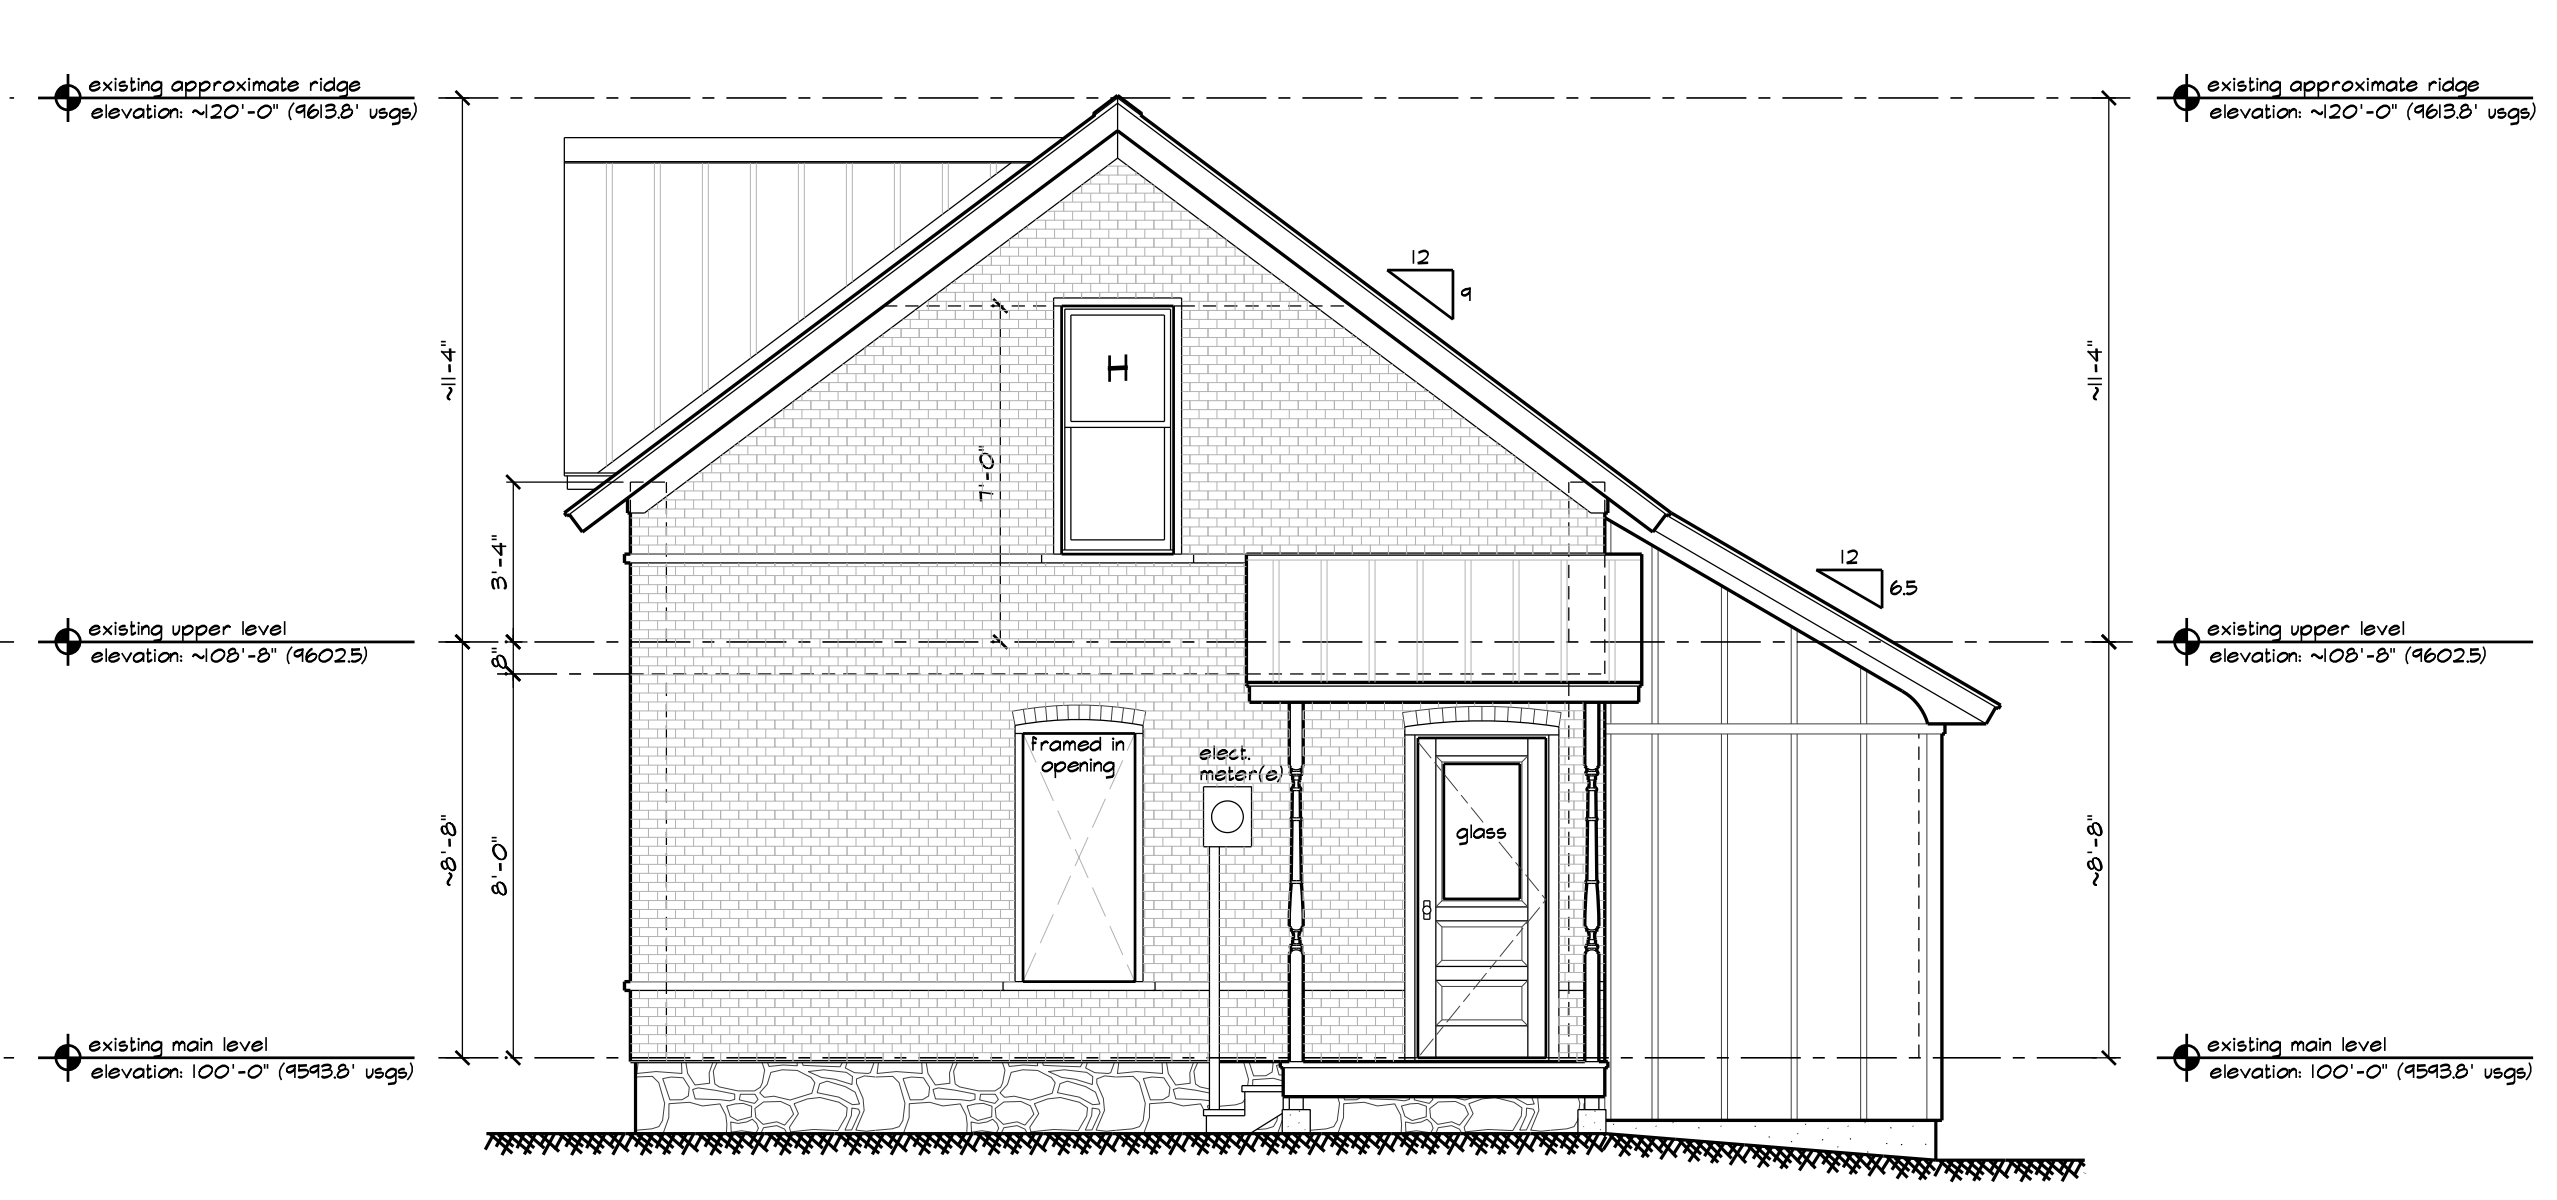 existing approximate ridge
elevation: ~120'-0" (9613.8' usgs)
existing approximate ridge
elevation: ~120'-0" (9613.8' usgs)
12
9
~11-4"
H
~11-4"
7'-0"
3'-4"
12
6.5
existing upper level
elevation: ~108'-8" (9602.5)
8"
existing upper level
elevation: ~108'-8" (9602.5)
framed in
opening
elect.
meter(e)
glass
~8'-8"
8'-0"
~8'-8"
existing main level
elevation: 100'-0" (9593.8' usgs)
existing main level
elevation: 100'-0" (9593.8' usgs)